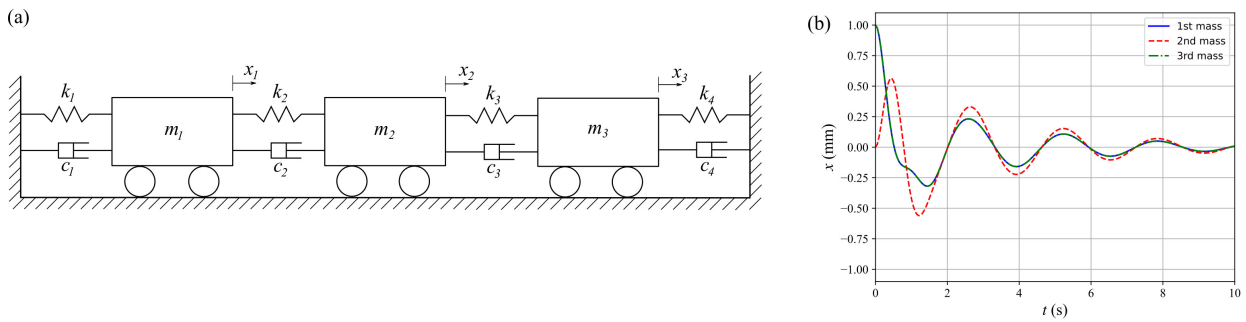 (a)
x₁ x₂ x₃
k₁ k₂ k₃ k₄
m₁ m₂ m₃
c₁ c₂ c₃ c₄
(b)
1st mass
2nd mass
3rd mass
1.00
0.75
0.50
0.25
0.00
−0.25
−0.50
−0.75
−1.00
x (mm)
0 2 4 6 8 10
t (s)